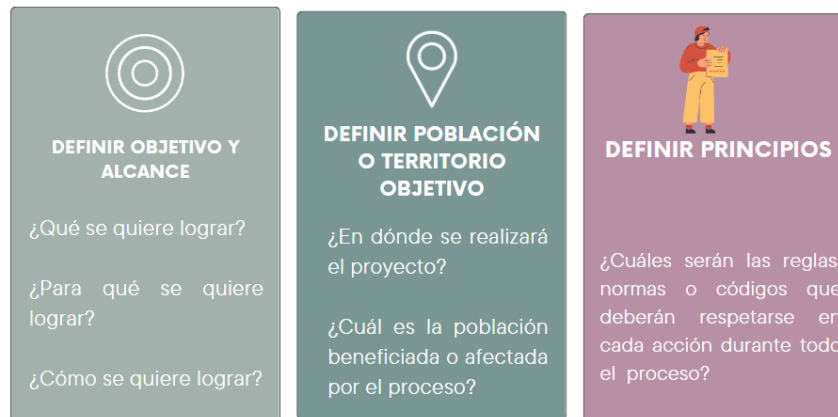 DEFINIR OBJETIVO Y
ALCANCE
¿Qué se quiere lograr?
¿Para qué se quiere
lograr?
¿Cómo se quiere lograr?
DEFINIR POBLACIÓN
O TERRITORIO
OBJETIVO
¿En dónde se realizará
el proyecto?
¿Cuál es la población
beneficiada o afectada
por el proceso?
DEFINIR PRINCIPIOS
¿Cuáles serán las reglas,
normas o códigos que
deberán respetarse en
cada acción durante todo
el proceso?